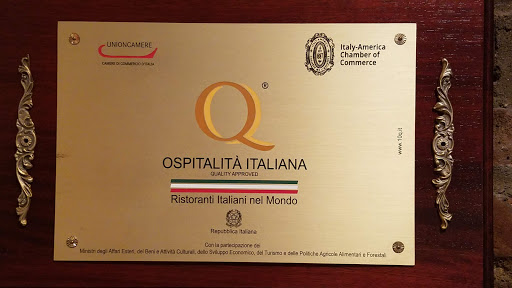 UNIONCAMERE
CAMERE DI COMMERCIO D'ITALIA
Italy-America
Chamber of
Commerce
Q®
www.10q.it
OSPITALITÀ ITALIANA
QUALITY APPROVED
Ristoranti Italiani nel Mondo
Repubblica Italiana
Con la partecipazione dei
Ministri degli Affari Esteri, dei Beni e Attività Culturali, dello Sviluppo Economico, del Turismo e delle Politiche Agricole Alimentari e Forestali